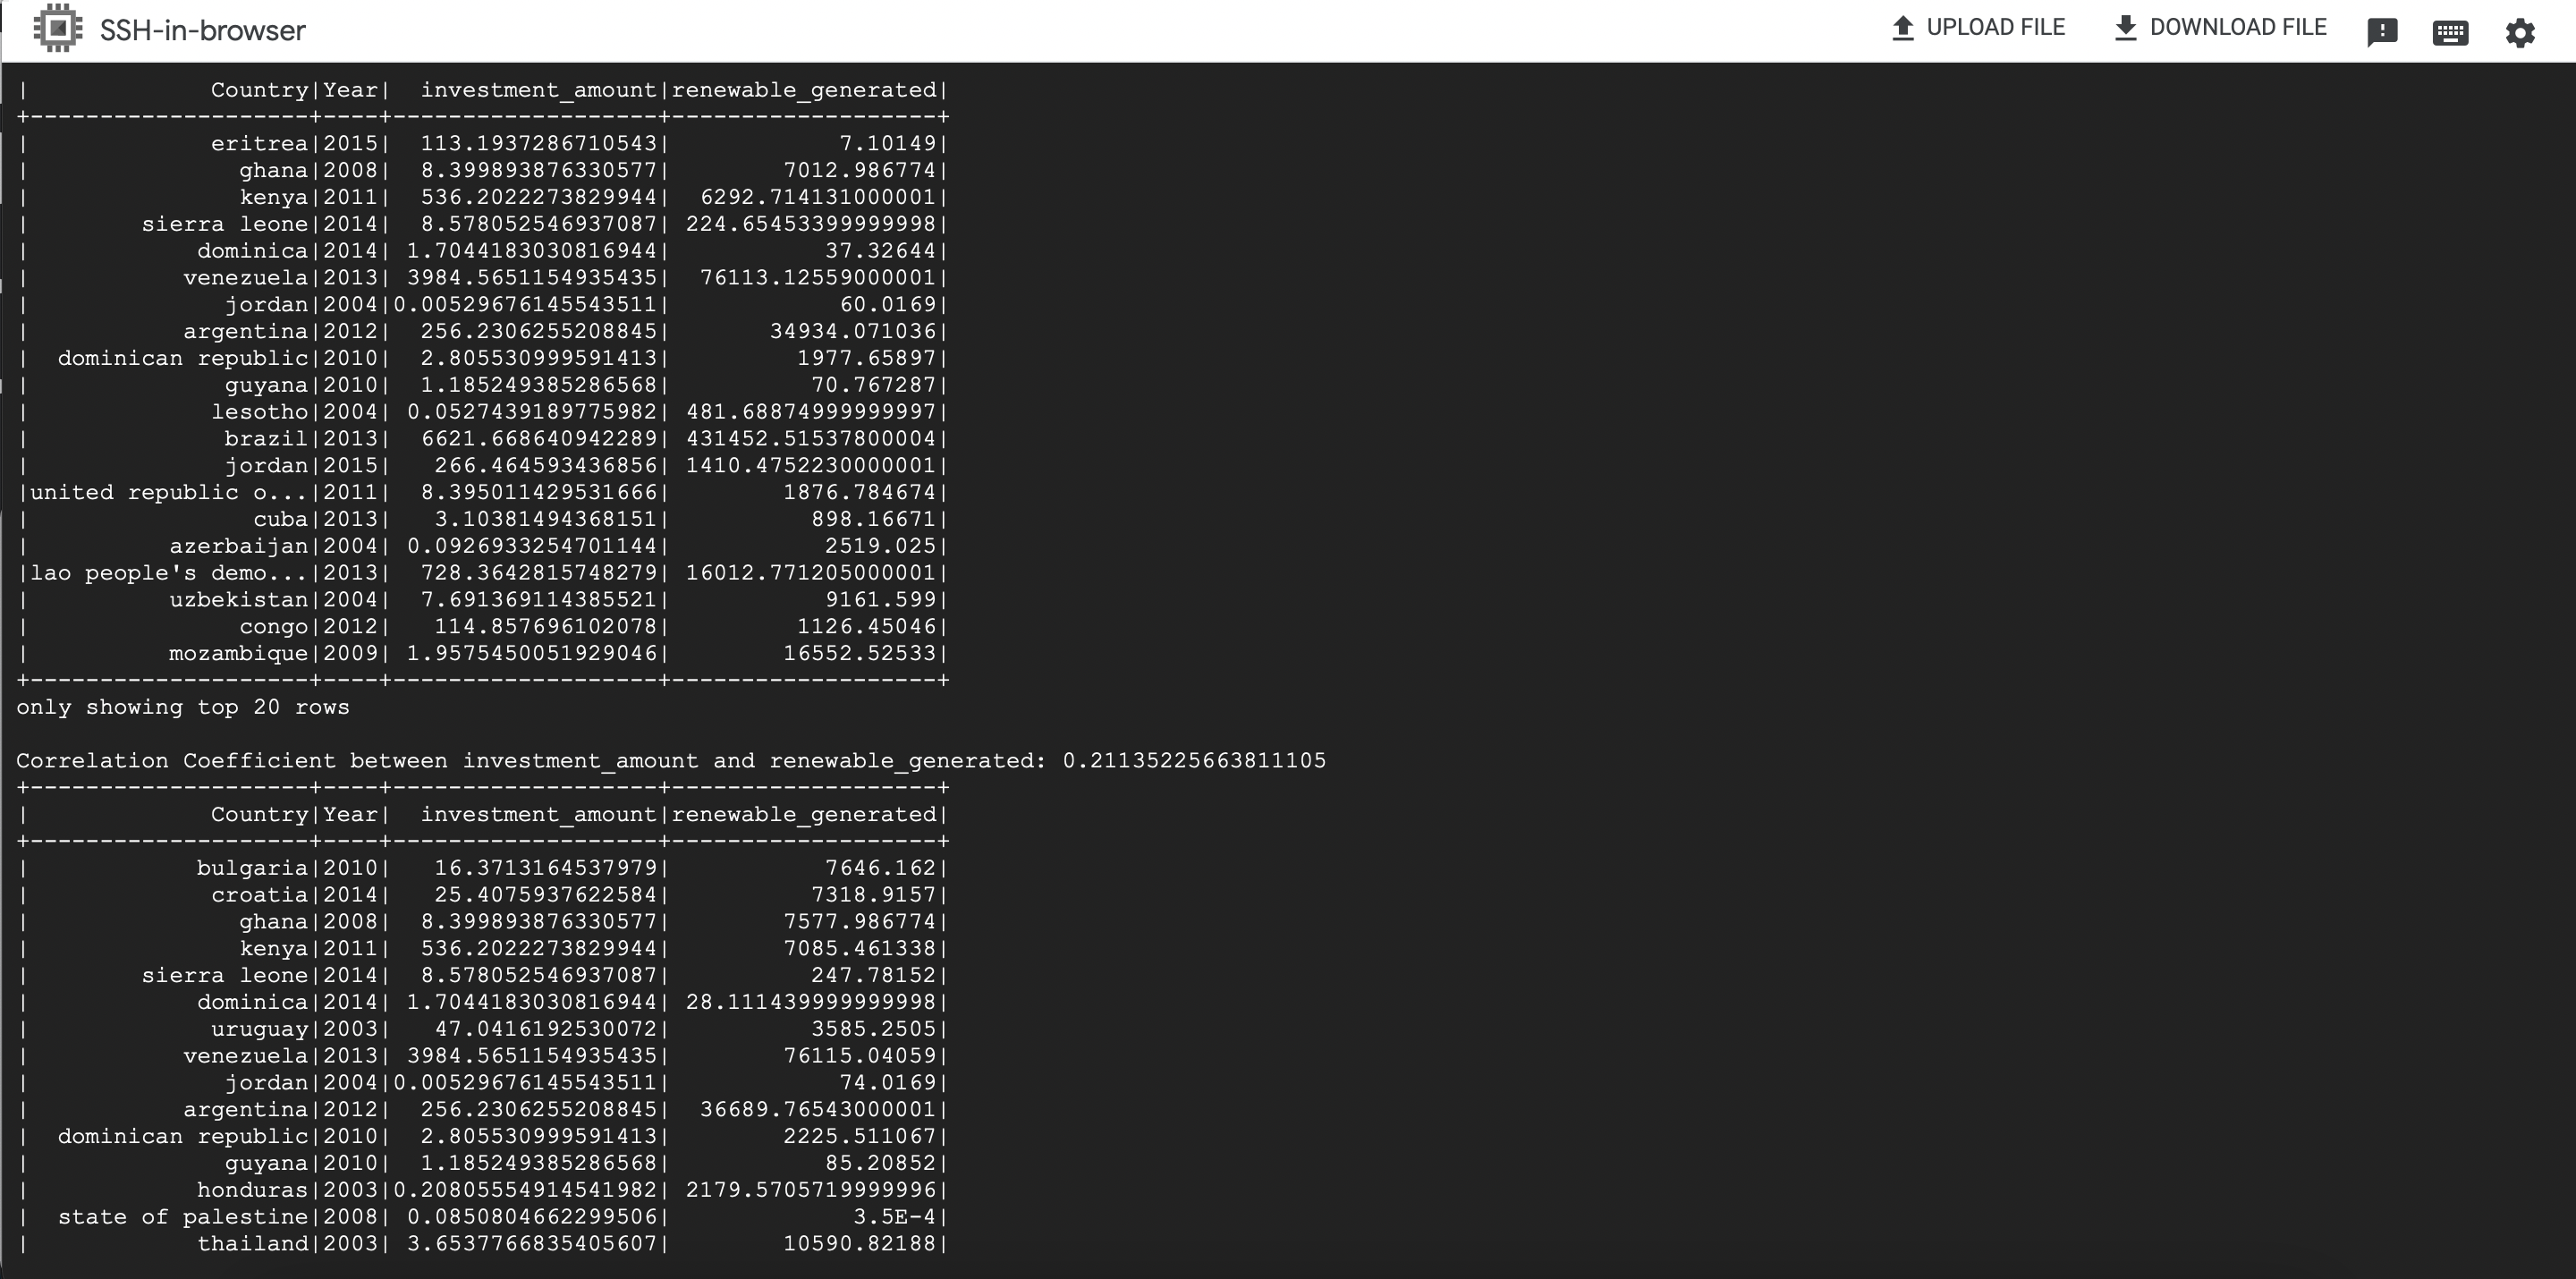 SSH-in-browser
UPLOAD FILE
DOWNLOAD FILE
|             Country|Year|  investment_amount|renewable_generated|
+--------------------+----+-------------------+-------------------+
|             eritrea|2015|  113.1937286710543|            7.10149|
|               ghana|2008|  8.399893876330577|        7012.986774|
|               kenya|2011|  536.2022273829944|  6292.714131000001|
|        sierra leone|2014|  8.578052546937087| 224.65453399999998|
|            dominica|2014| 1.7044183030816944|           37.32644|
|           venezuela|2013| 3984.5651154935435|  76113.12559000001|
|              jordan|2004|0.00529676145543511|            60.0169|
|           argentina|2012|  256.2306255208845|       34934.071036|
|  dominican republic|2010|  2.805530999591413|         1977.65897|
|              guyana|2010|  1.185249385286568|          70.767287|
|             lesotho|2004| 0.0527439189775982| 481.68874999999997|
|              brazil|2013|  6621.668640942289| 431452.51537800004|
|              jordan|2015|   266.464593436856| 1410.4752230000001|
|united republic o...|2011|  8.395011429531666|        1876.784674|
|                cuba|2013|   3.10381494368151|          898.16671|
|          azerbaijan|2004| 0.0926933254701144|           2519.025|
|lao people's demo...|2013|  728.3642815748279| 16012.771205000001|
|          uzbekistan|2004|  7.691369114385521|           9161.599|
|               congo|2012|   114.857696102078|         1126.45046|
|          mozambique|2009| 1.9575450051929046|        16552.52533|
+--------------------+----+-------------------+-------------------+
only showing top 20 rows
Correlation Coefficient between investment_amount and renewable_generated: 0.21135225663811105
+--------------------+----+-------------------+-------------------+
|             Country|Year|  investment_amount|renewable_generated|
+--------------------+----+-------------------+-------------------+
|            bulgaria|2010|   16.3713164537979|           7646.162|
|             croatia|2014|   25.4075937622584|          7318.9157|
|               ghana|2008|  8.399893876330577|        7577.986774|
|               kenya|2011|  536.2022273829944|        7085.461338|
|        sierra leone|2014|  8.578052546937087|          247.78152|
|            dominica|2014| 1.7044183030816944| 28.111439999999998|
|             uruguay|2003|   47.0416192530072|          3585.2505|
|           venezuela|2013| 3984.5651154935435|        76115.04059|
|              jordan|2004|0.00529676145543511|            74.0169|
|           argentina|2012|  256.2306255208845|  36689.76543000001|
|  dominican republic|2010|  2.805530999591413|        2225.511067|
|              guyana|2010|  1.185249385286568|           85.20852|
|            honduras|2003|0.20805554914541982| 2179.5705719999996|
|  state of palestine|2008| 0.0850804662299506|             3.5E-4|
|            thailand|2003| 3.6537766835405607|        10590.82188|